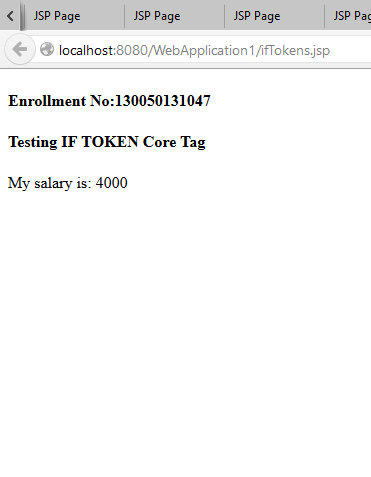 JSP Page JSP Page JSP Page JSP Pa
localhost:8080/WebApplication1/ifTokens.jsp
Enrollment No:130050131047
Testing IF TOKEN Core Tag
My salary is: 4000